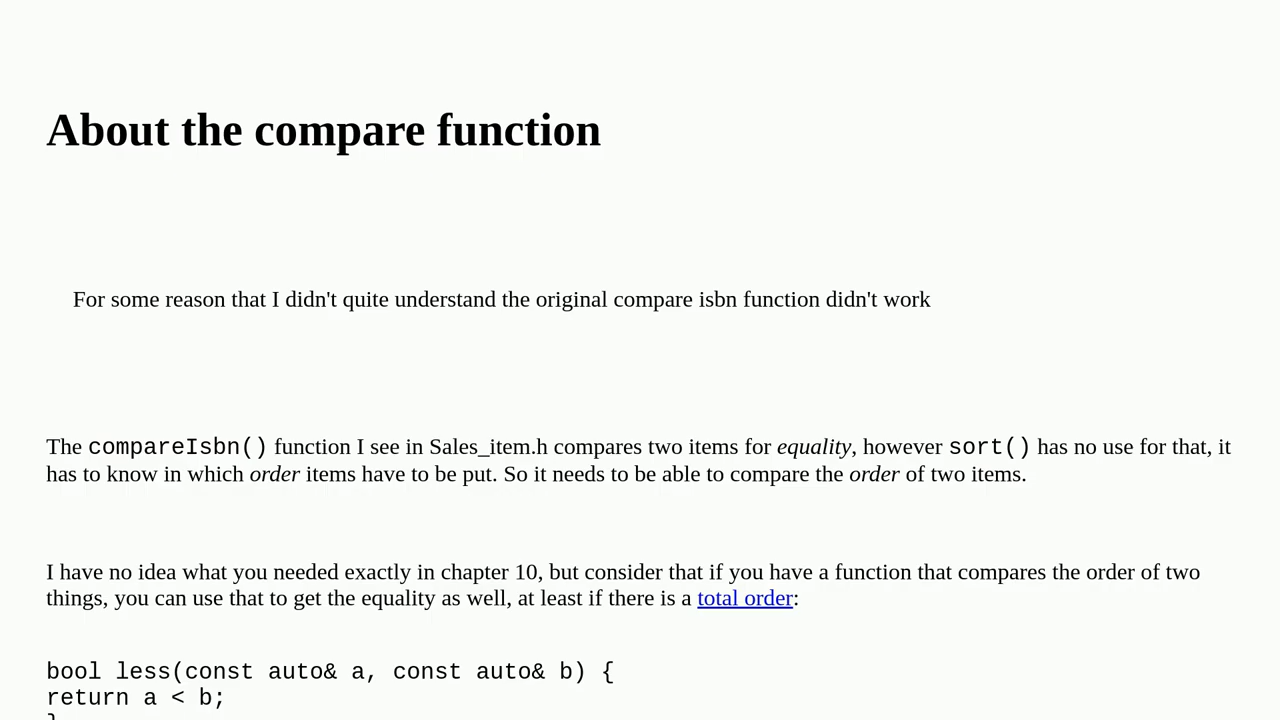 About the compare function
For some reason that I didn't quite understand the original compare isbn function didn't work
The compareIsbn() function I see in Sales_item.h compares two items for equality, however sort() has no use for that, it
has to know in which order items have to be put. So it needs to be able to compare the order of two items.
I have no idea what you needed exactly in chapter 10, but consider that if you have a function that compares the order of two
things, you can use that to get the equality as well, at least if there is a total order:
bool less(const auto& a, const auto& b) {
return a < b;
}